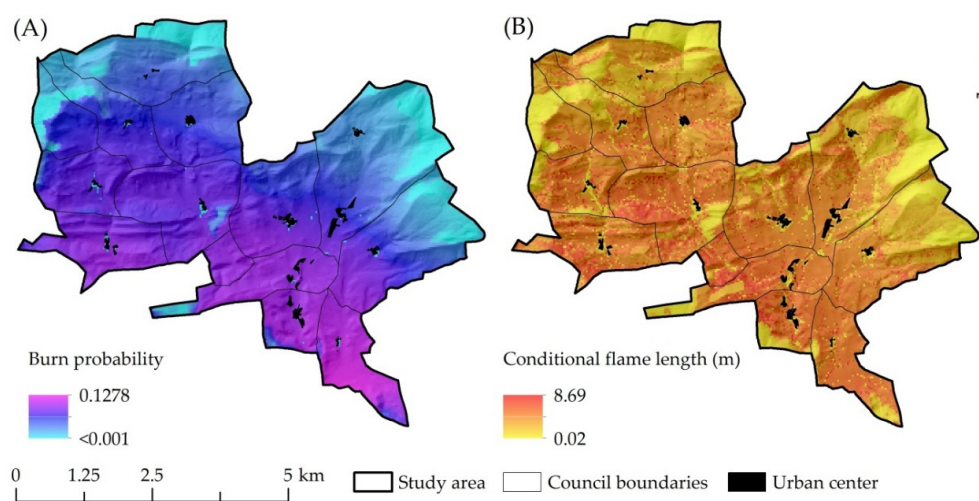 (A)
(B)
Burn probability
0.1278
<0.001
Conditional flame length (m)
8.69
0.02
0 1.25 2.5 5 km
Study area Council boundaries Urban center